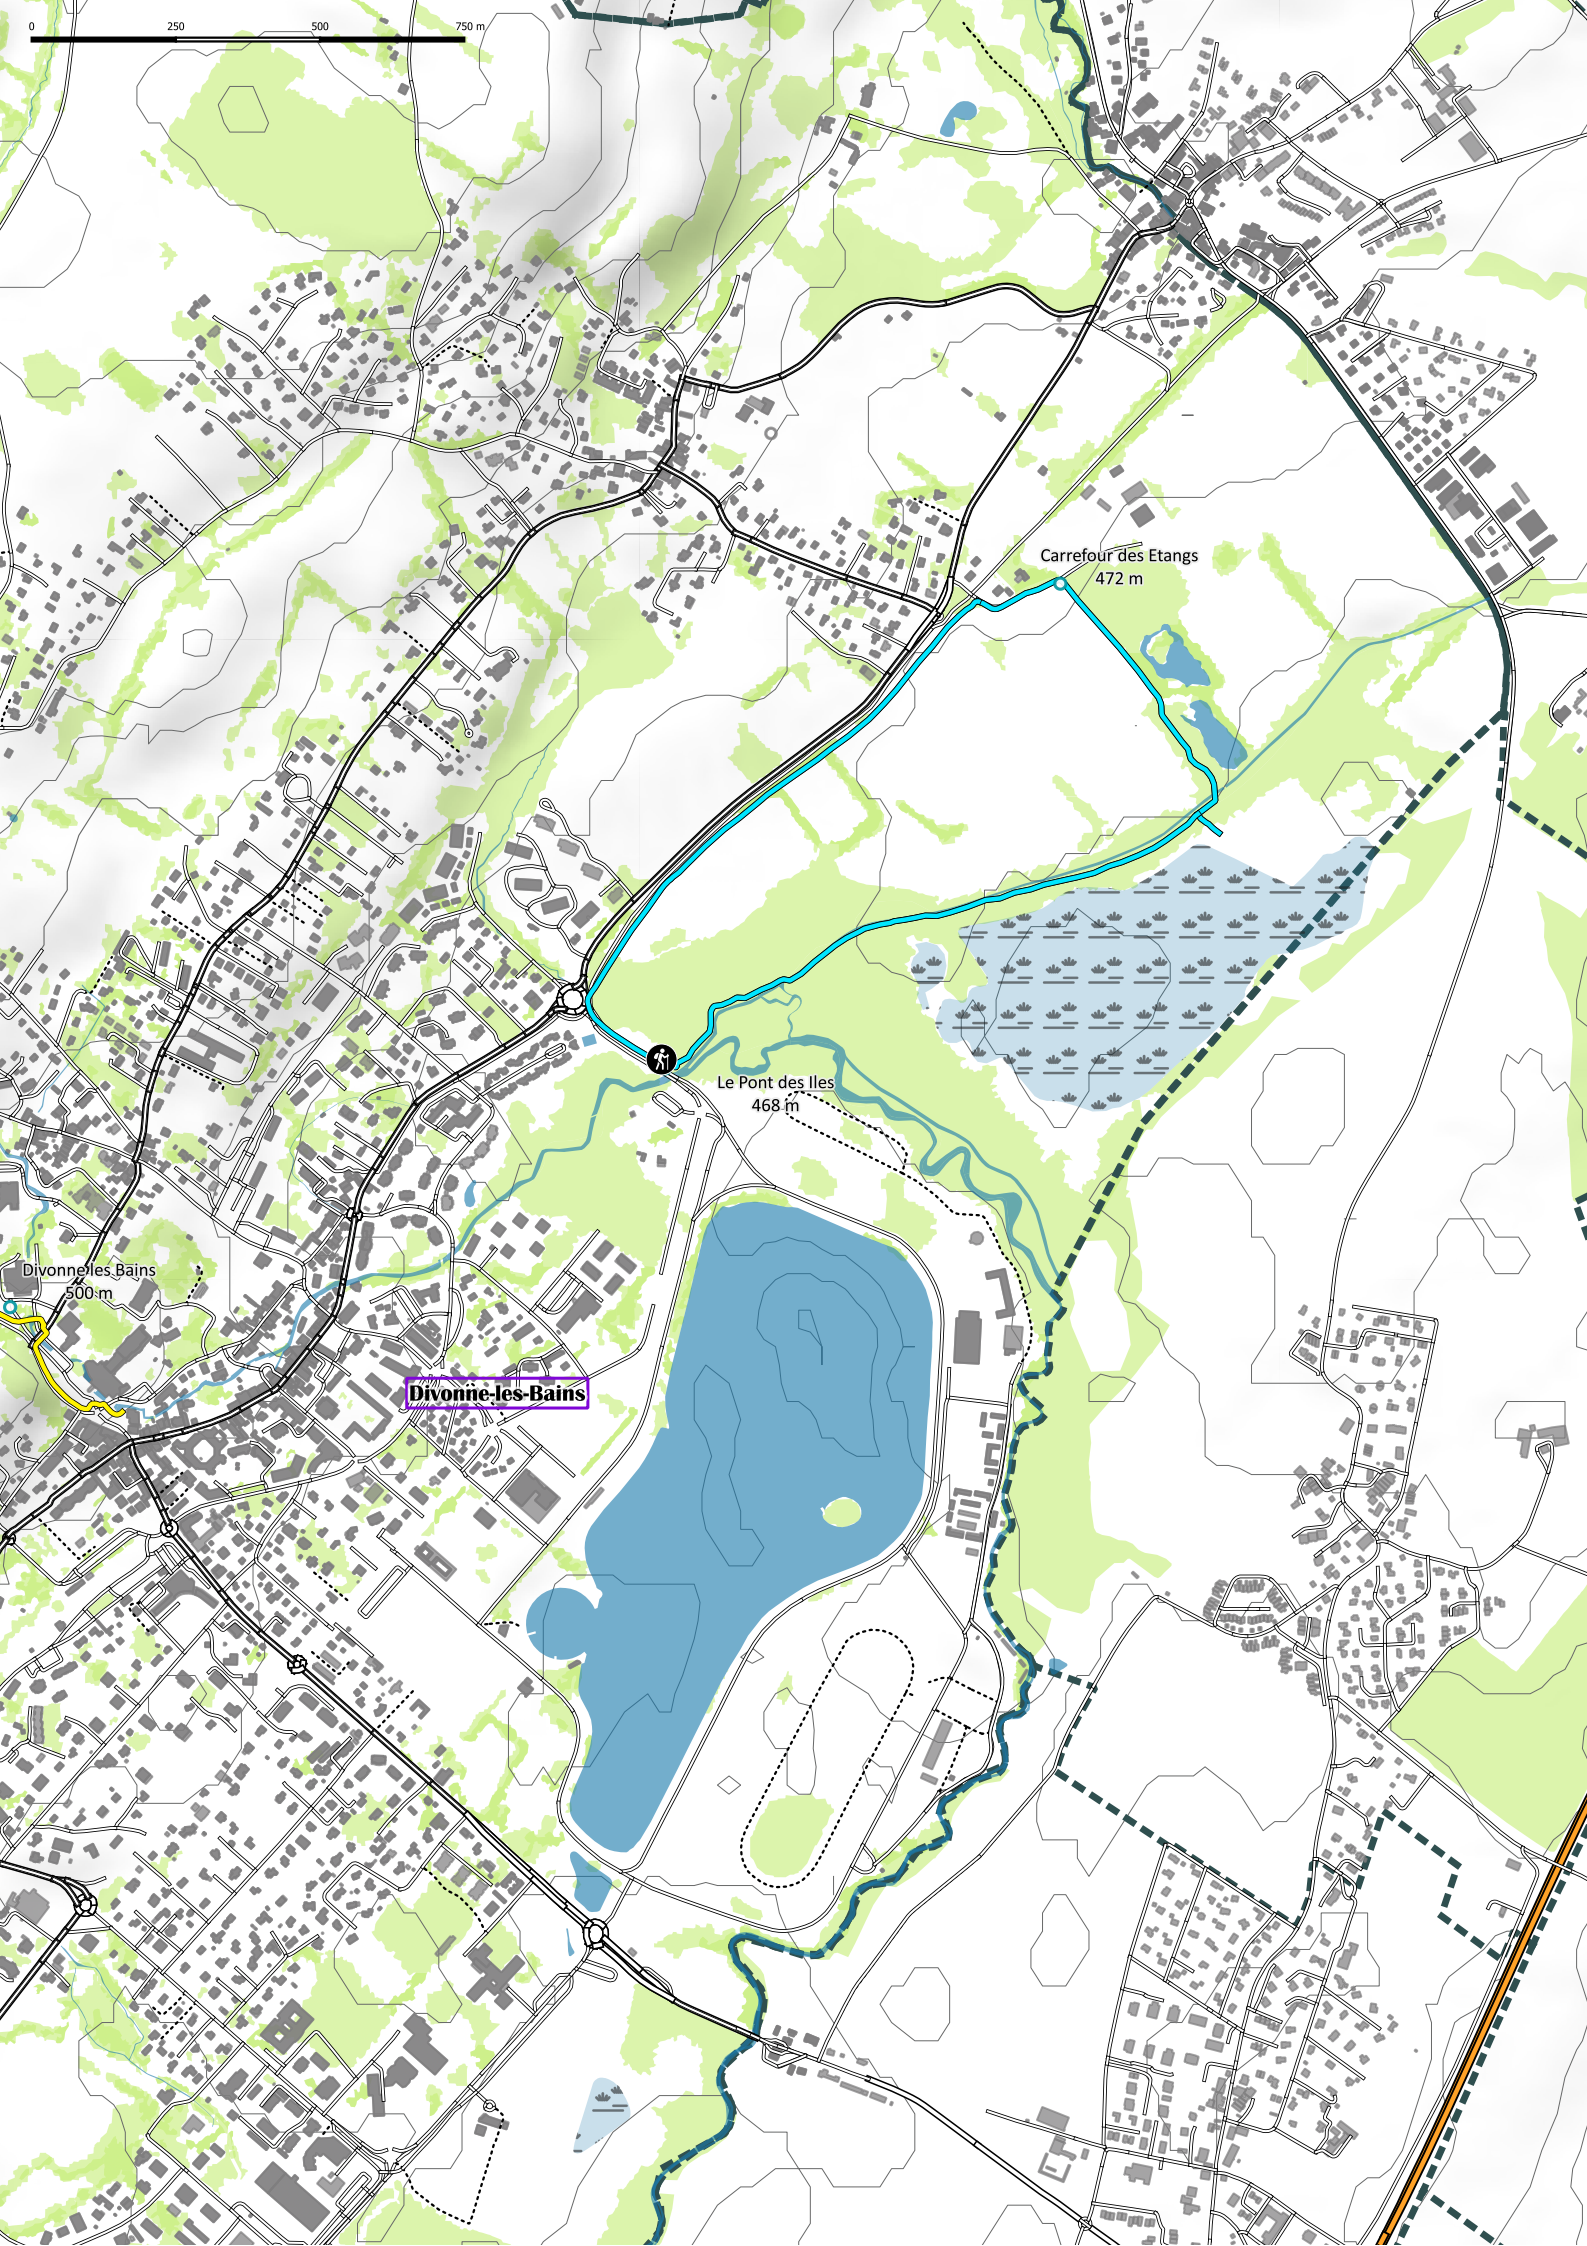 0 250 500 750 m
Carrefour des Etangs
472 m
Le Pont des Iles
468 m
Divonne les Bains
500 m
Divonne-les-Bains